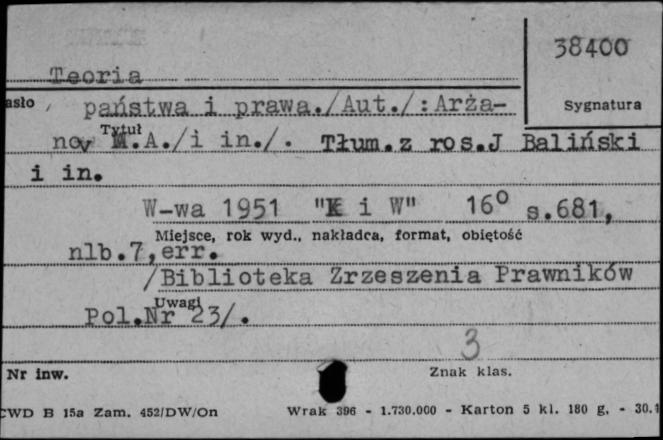 38400
Teoria
asło
państwa i prawa./Aut./:Arża-
Sygnatura
Tytuł
nov M.A./i in./. Tłum.z ros.J Baliński
i in.
W-wa 1951 "K i W" 16° s.681,
Miejsce, rok wyd., nakładca, format, objętość
nlb.7,err.
/Biblioteka Zrzeszenia Prawników
Uwagi
Pol.Nr 23/.
3
Nr inw.
Znak klas.
CWD B 15a Zam. 452/DW/On
Wrak 396 - 1.730.000 - Karton 5 kl. 180 g. - 30.1